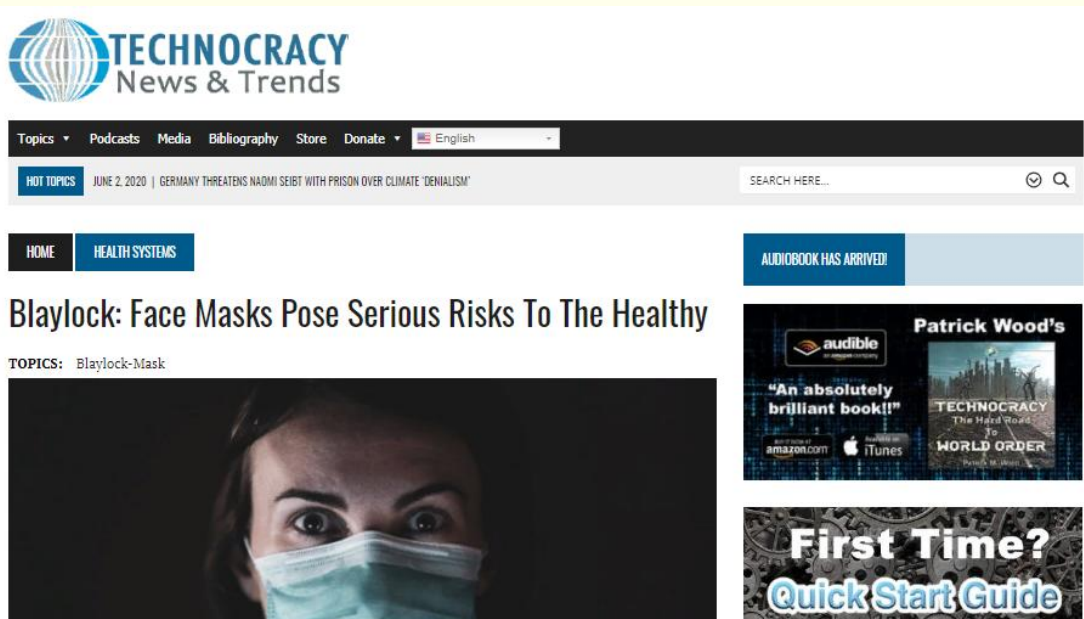 TECHNOCRACY
News & Trends
Topics Podcasts Media Bibliography Store Donate English
HOT TOPICS JUNE 2, 2020 | GERMANY THREATENS NAOMI SEIBT WITH PRISON OVER CLIMATE 'DENIALISM'
SEARCH HERE...
HOME HEALTH SYSTEMS
Blaylock: Face Masks Pose Serious Risks To The Healthy
TOPICS: Blaylock-Mask
AUDIOBOOK HAS ARRIVED!
Patrick Wood's
audible
an amazon company
"An absolutely
brilliant book!!"
amazon.com
iTunes
TECHNOCRACY
The Hard Road
To
WORLD ORDER
First Time?
Quick Start Guide